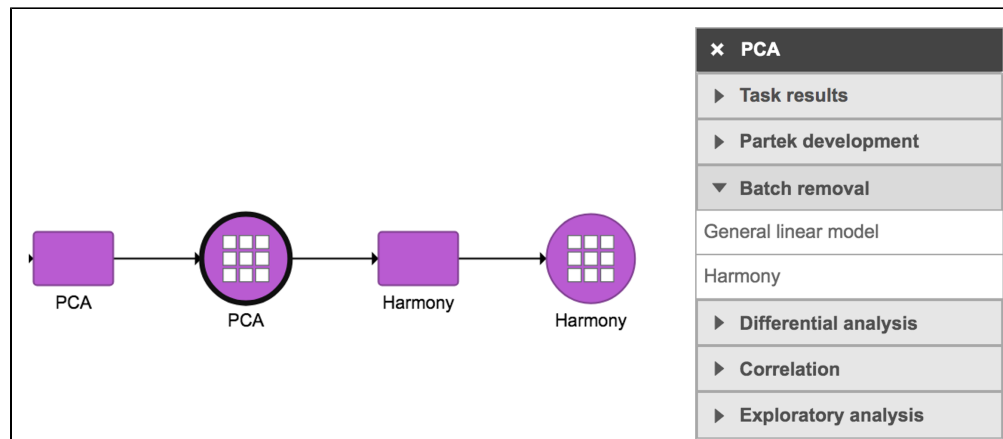 PCA
PCA
Harmony
Harmony
× PCA
Task results
Partek development
Batch removal
General linear model
Harmony
Differential analysis
Correlation
Exploratory analysis